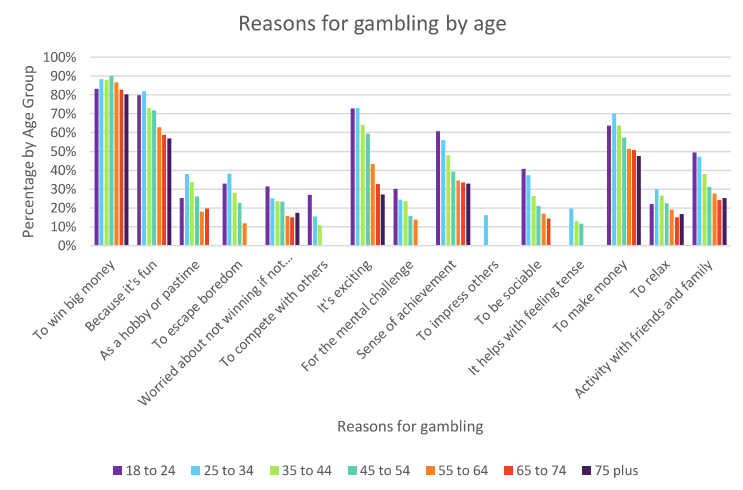 Reasons for gambling by age
Percentage by Age Group
100%
90%
80%
70%
60%
50%
40%
30%
20%
10%
0%
To win big money
Because it's fun
As a hobby or pastime
To escape boredom
Worried about not winning if not...
To compete with others
It's exciting
For the mental challenge
Sense of achievement
To impress others
To be sociable
It helps with feeling tense
To make money
To relax
Activity with friends and family
Reasons for gambling
18 to 24 25 to 34 35 to 44 45 to 54 55 to 64 65 to 74 75 plus